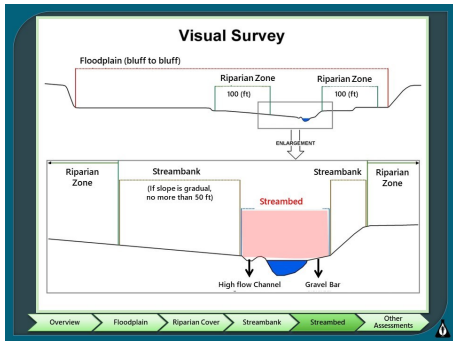 Visual Survey
Floodplain (bluff to bluff)
Riparian Zone
Riparian Zone
100 (ft)
100 (ft)
ENLARGEMENT
Riparian
Zone
Streambank
(If slope is gradual,
no more than 50 ft)
Streambed
Streambank
Riparian
Zone
High flow Channel
Gravel Bar
Overview
Floodplain
Riparian Cover
Streambank
Streambed
Other
Assessments